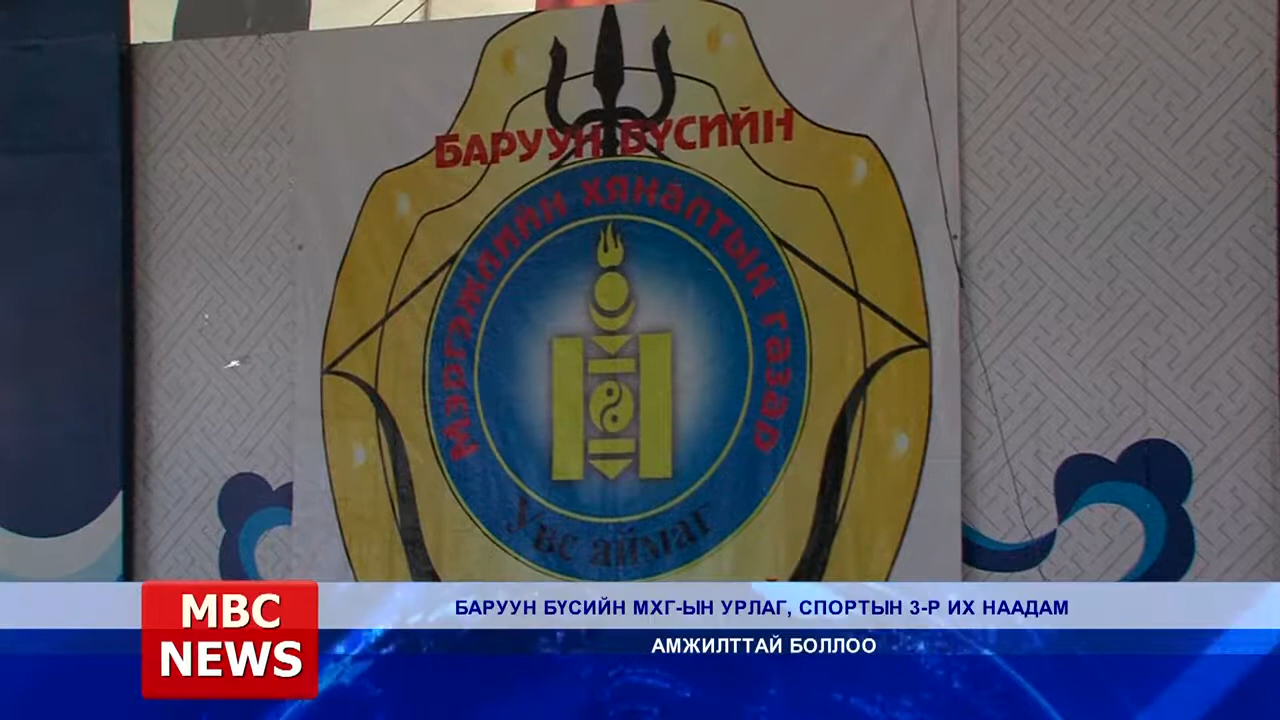 БАРУУН БҮСИЙН
Мэргэжлийн хяналтын газар
Увс аймаг
MBC
NEWS
БАРУУН БҮСИЙН МХГ-ЫН УРЛАГ, СПОРТЫН 3-Р ИХ НААДАМ
АМЖИЛТТАЙ БОЛЛОО